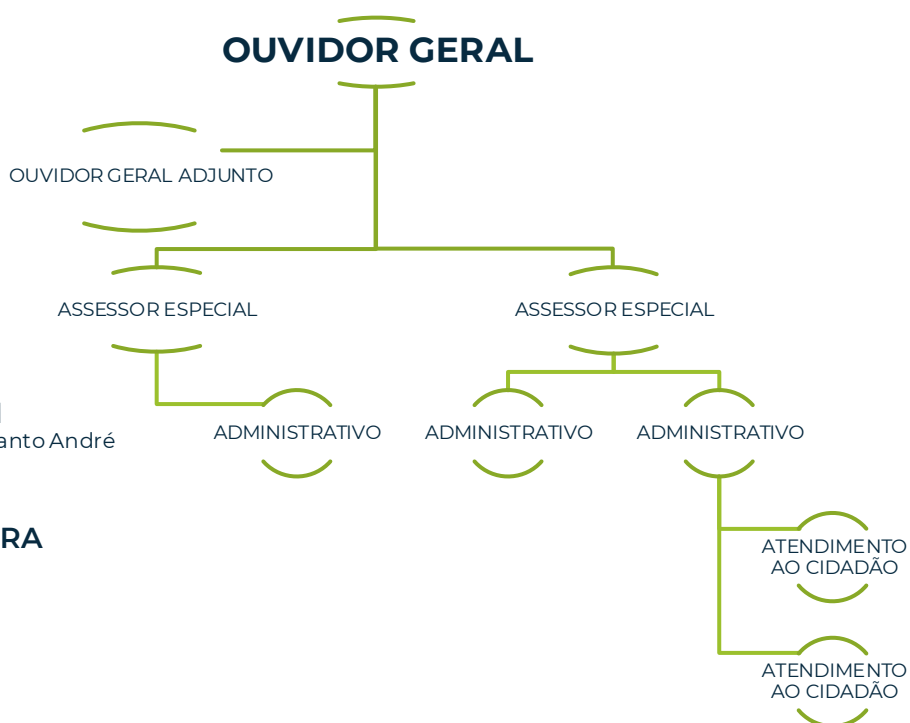 OUVIDOR GERAL
OUVIDOR GERAL ADJUNTO
ASSESSOR ESPECIAL
ASSESSOR ESPECIAL
anto André
ADMINISTRATIVO
ADMINISTRATIVO
ADMINISTRATIVO
RA
ATENDIMENTO
AO CIDADÃO
ATENDIMENTO
AO CIDADÃO